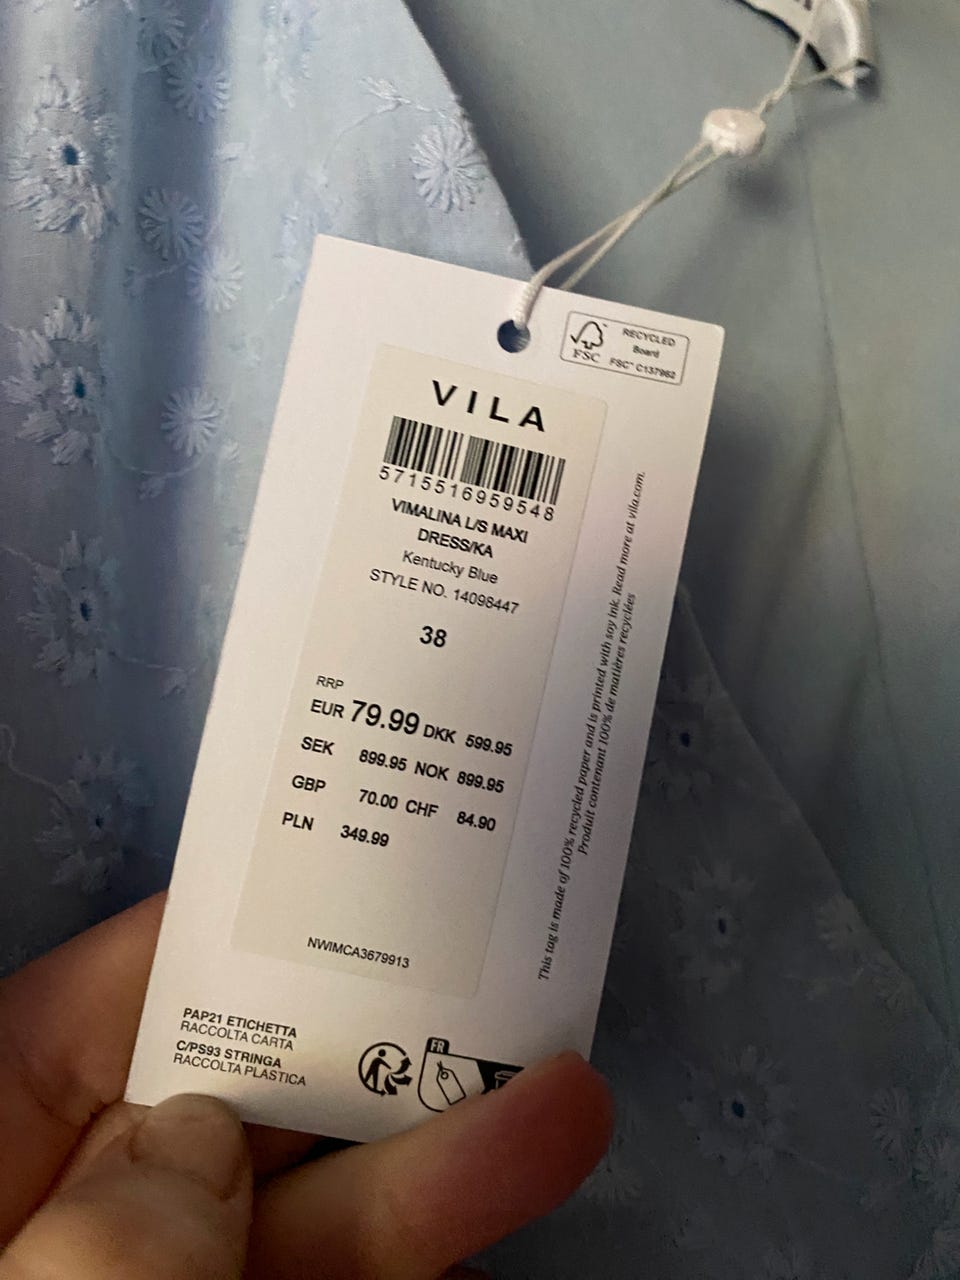 RECYCLED
Board
FSC FSC™ C137982
VILA
5715516959548
VIMALINA L/S MAXI
DRESS/KA
Kentucky Blue
STYLE NO. 14098447
38
RRP
EUR 79.99 DKK 599.95
SEK 899.95 NOK 899.95
GBP 70.00 CHF 84.90
PLN 349.99
NWIMCA3679913
This tag is made of 100% recycled paper and is printed with soy ink. Read more at vila.com.
Produit contenant 100% de matières recyclées
PAP21 ETICHETTA
RACCOLTA CARTA
C/PS93 STRINGA
RACCOLTA PLASTICA
FR